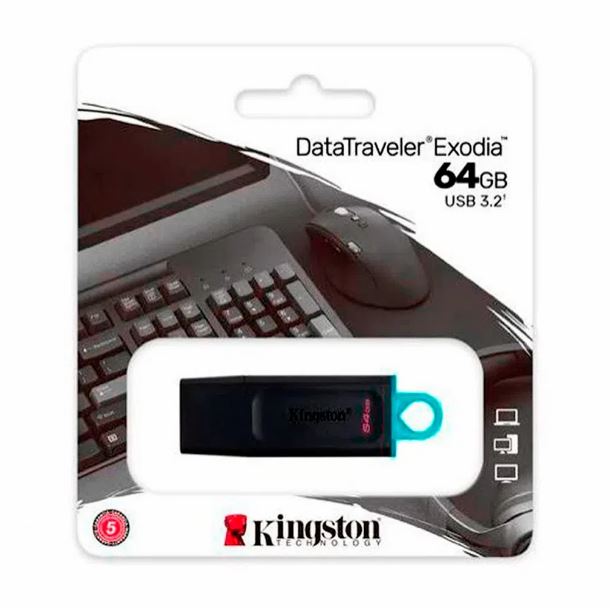 DataTraveler® Exodia™
64GB
USB 3.2¹
Kingston®
64GB
5
Kingston
TECHNOLOGY